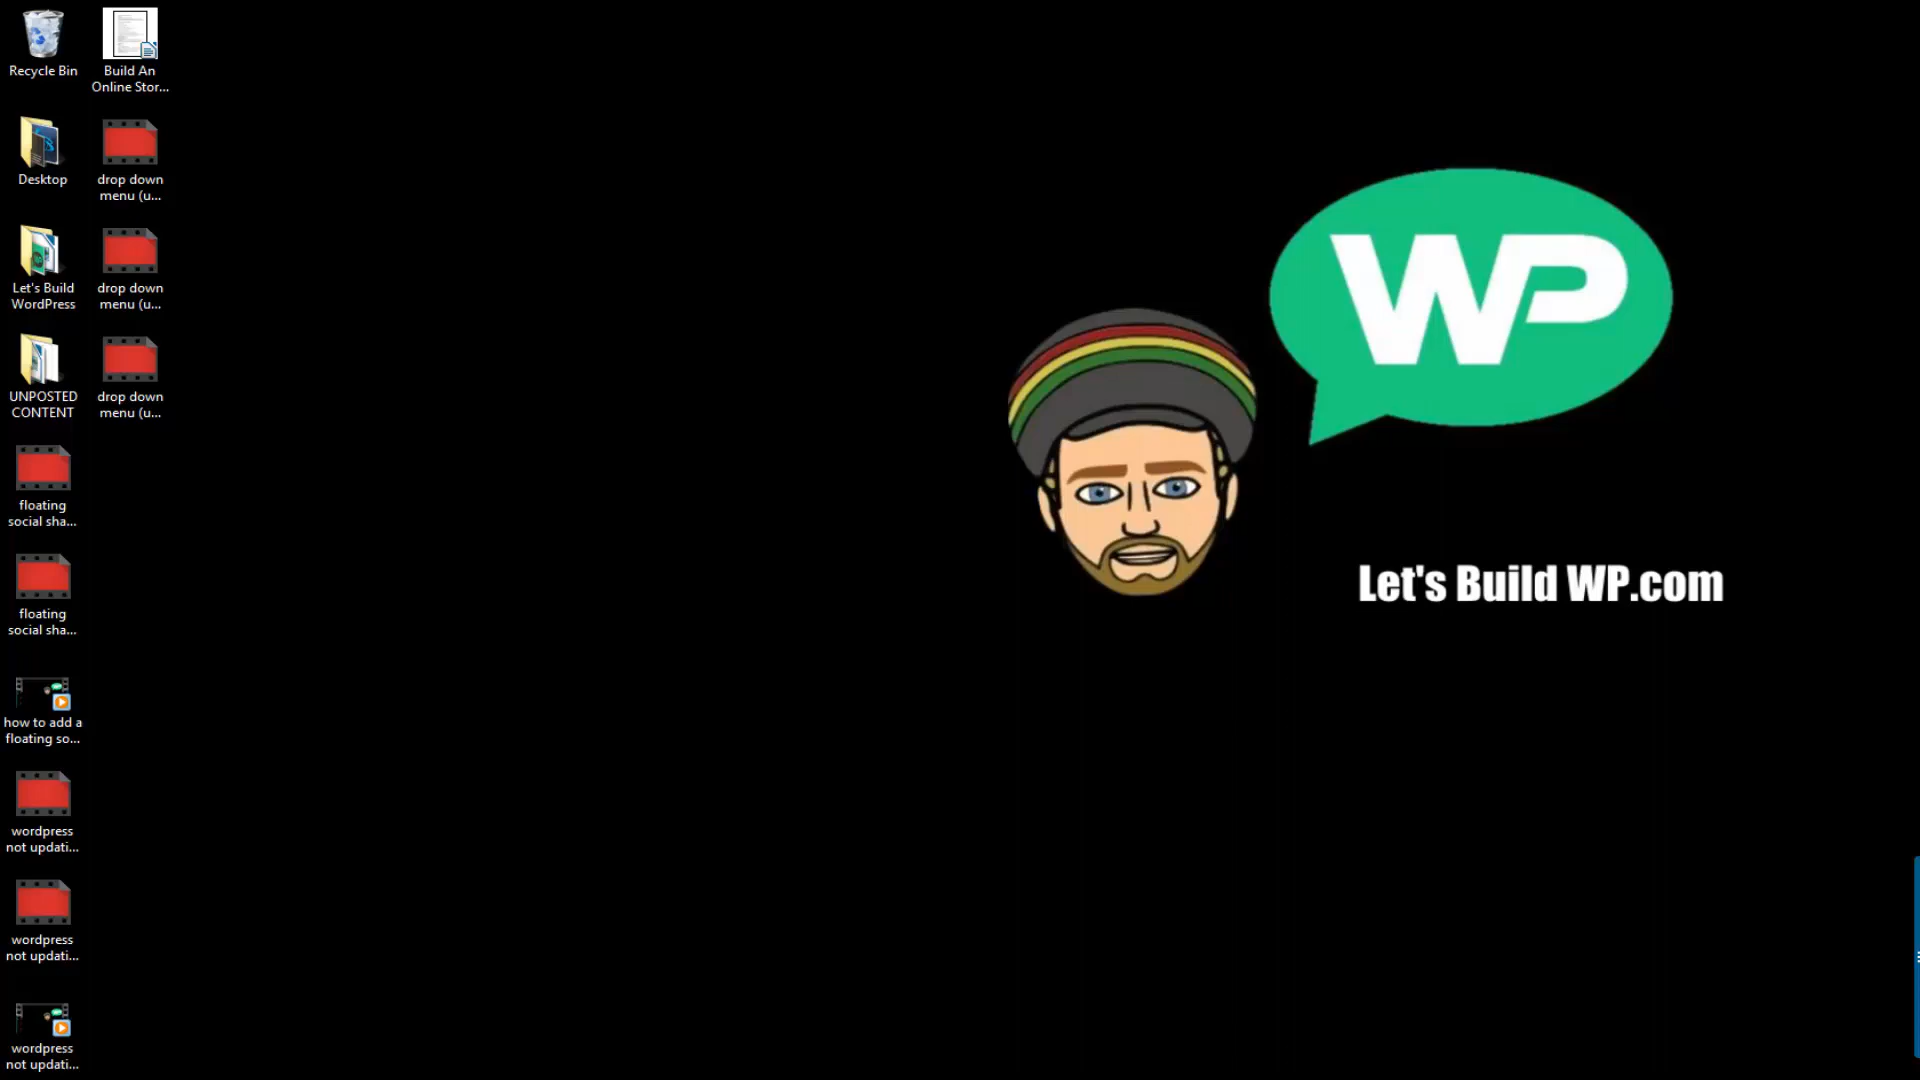 Recycle Bin
Build An
Online Stor...
Desktop
drop down
menu (u...
Let's Build
WordPress
drop down
menu (u...
UNPOSTED
CONTENT
drop down
menu (u...
floating
social sha...
floating
social sha...
how to add a
floating so...
wordpress
not updati...
wordpress
not updati...
wordpress
not updati...
WP
Let's Build WP.com